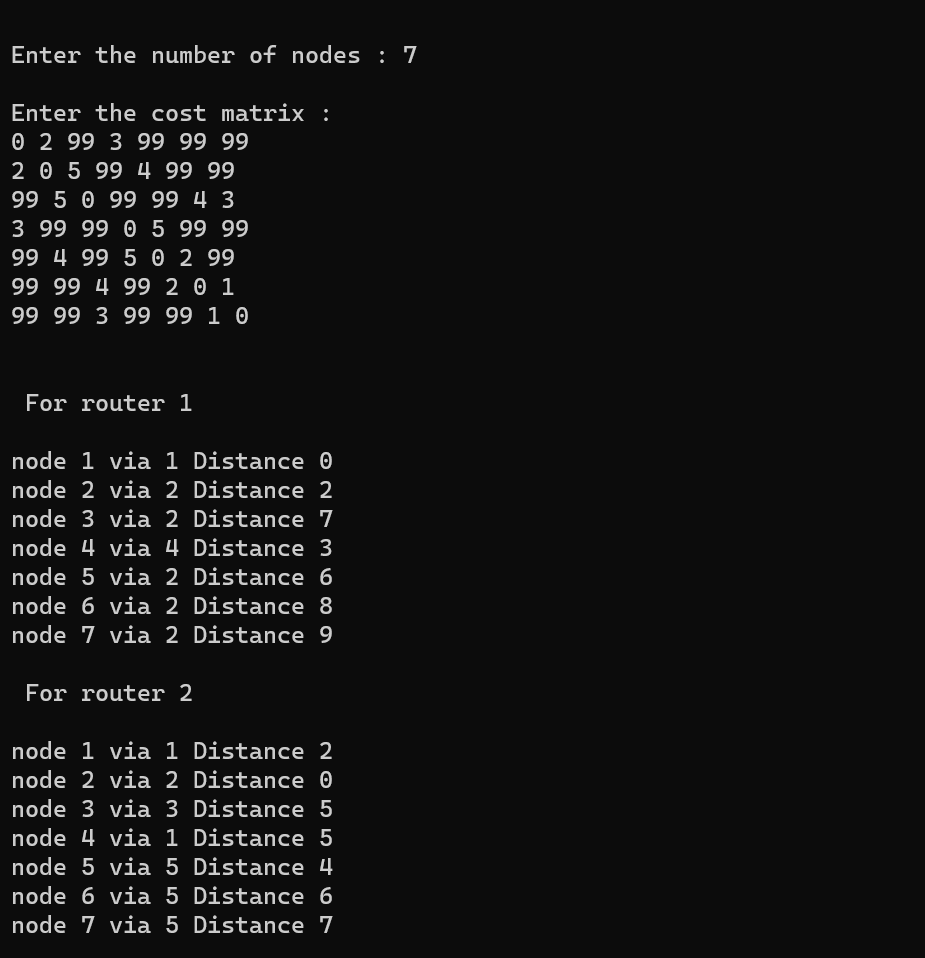 Enter the number of nodes : 7
Enter the cost matrix :
0 2 99 3 99 99 99
2 0 5 99 4 99 99
99 5 0 99 99 4 3
3 99 99 0 5 99 99
99 4 99 5 0 2 99
99 99 4 99 2 0 1
99 99 3 99 99 1 0
For router 1
node 1 via 1 Distance 0
node 2 via 2 Distance 2
node 3 via 2 Distance 7
node 4 via 4 Distance 3
node 5 via 2 Distance 6
node 6 via 2 Distance 8
node 7 via 2 Distance 9
For router 2
node 1 via 1 Distance 2
node 2 via 2 Distance 0
node 3 via 3 Distance 5
node 4 via 1 Distance 5
node 5 via 5 Distance 4
node 6 via 5 Distance 6
node 7 via 5 Distance 7